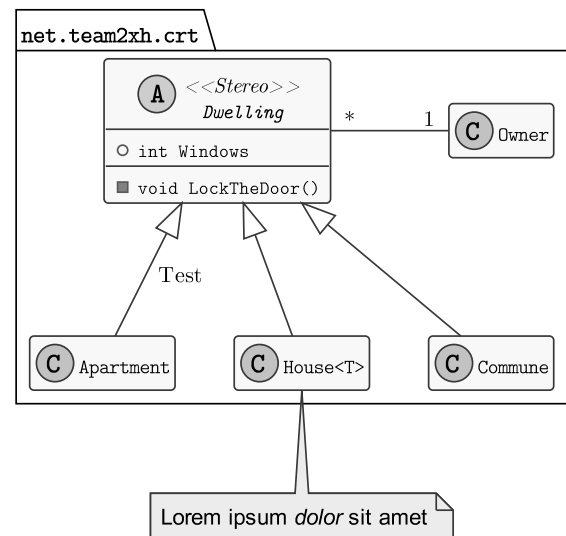 net.team2xh.crt
A
<<Stereo>>
Dwelling
int Windows
void LockTheDoor()
*
1
C Owner
Test
C Apartment
C House<T>
C Commune
Lorem ipsum dolor sit amet